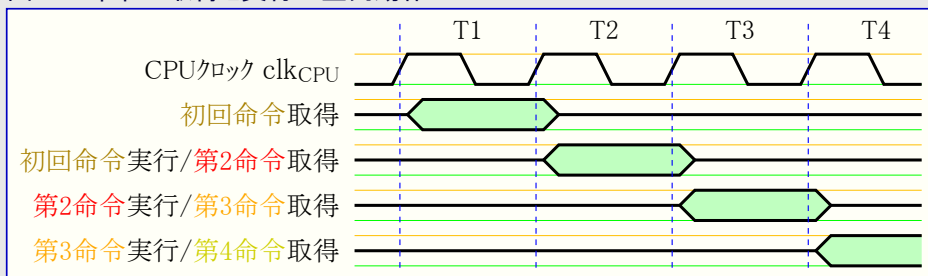 T1 T2 T3 T4
CPUクロック clkCPU
初回命令取得
初回命令実行/第2命令取得
第2命令実行/第3命令取得
第3命令実行/第4命令取得